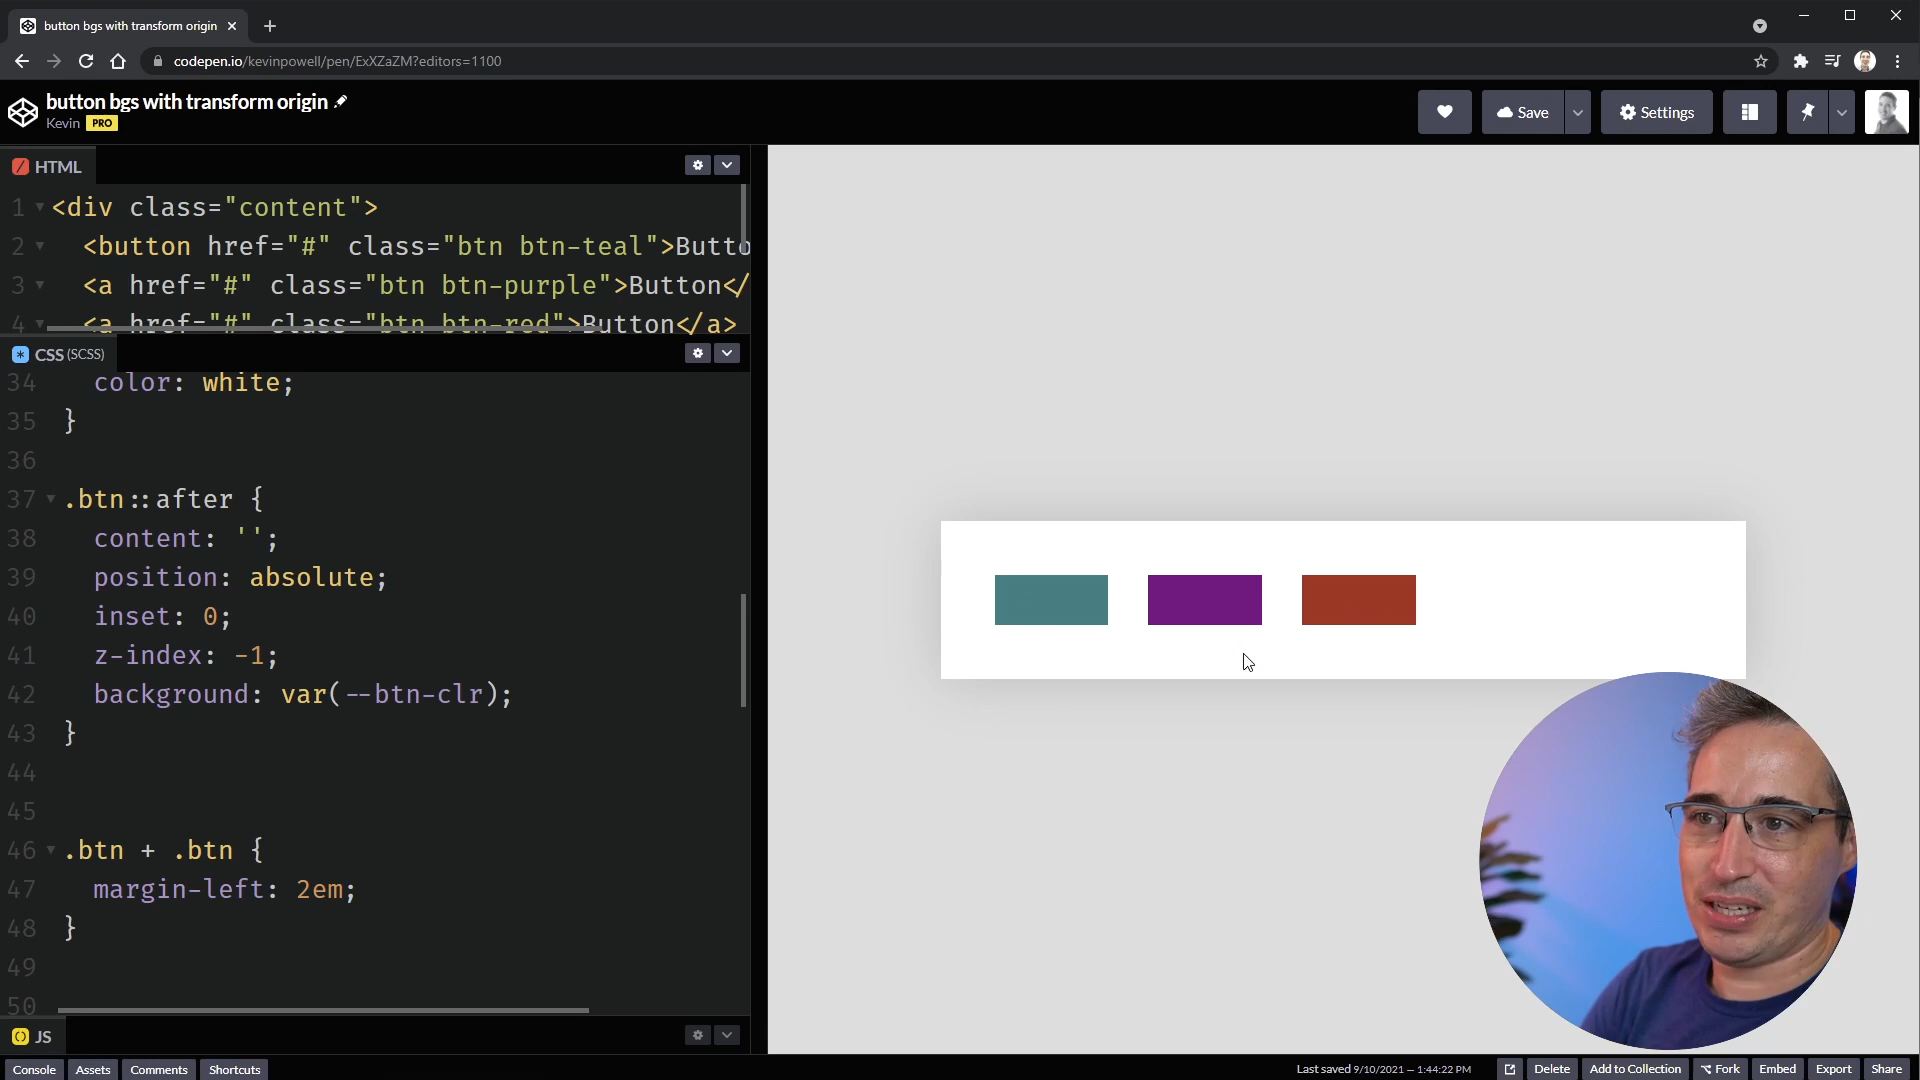 button bgs with transform origin
codepen.io/kevinpowell/pen/ExXZaZM?editors=1100
button bgs with transform origin
Kevin PRO
Save
Settings
HTML
1 <div class="content">
2 <button href="#" class="btn btn-teal">Butto
3 <a href="#" class="btn btn-purple">Button</
4 <a href="#" class="btn btn-red">Button</a>
CSS (SCSS)
34 color: white;
35 }
36
37 .btn::after {
38 content: '';
39 position: absolute;
40 inset: 0;
41 z-index: -1;
42 background: var(--btn-clr);
43 }
44
45
46 .btn + .btn {
47 margin-left: 2em;
48 }
49
50
JS
Console Assets Comments Shortcuts
Last saved 9/10/2021 — 1:44:22 PM
Delete Add to Collection Fork Embed Export Share